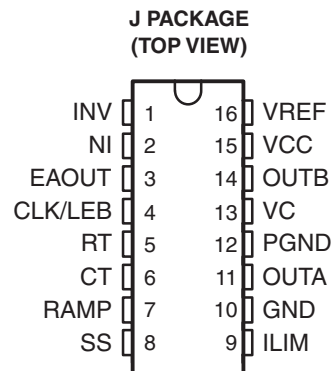 J PACKAGE
(TOP VIEW)
INV 1 16 VREF
NI 2 15 VCC
EAOUT 3 14 OUTB
CLK/LEB 4 13 VC
RT 5 12 PGND
CT 6 11 OUTA
RAMP 7 10 GND
SS 8 9 ILIM